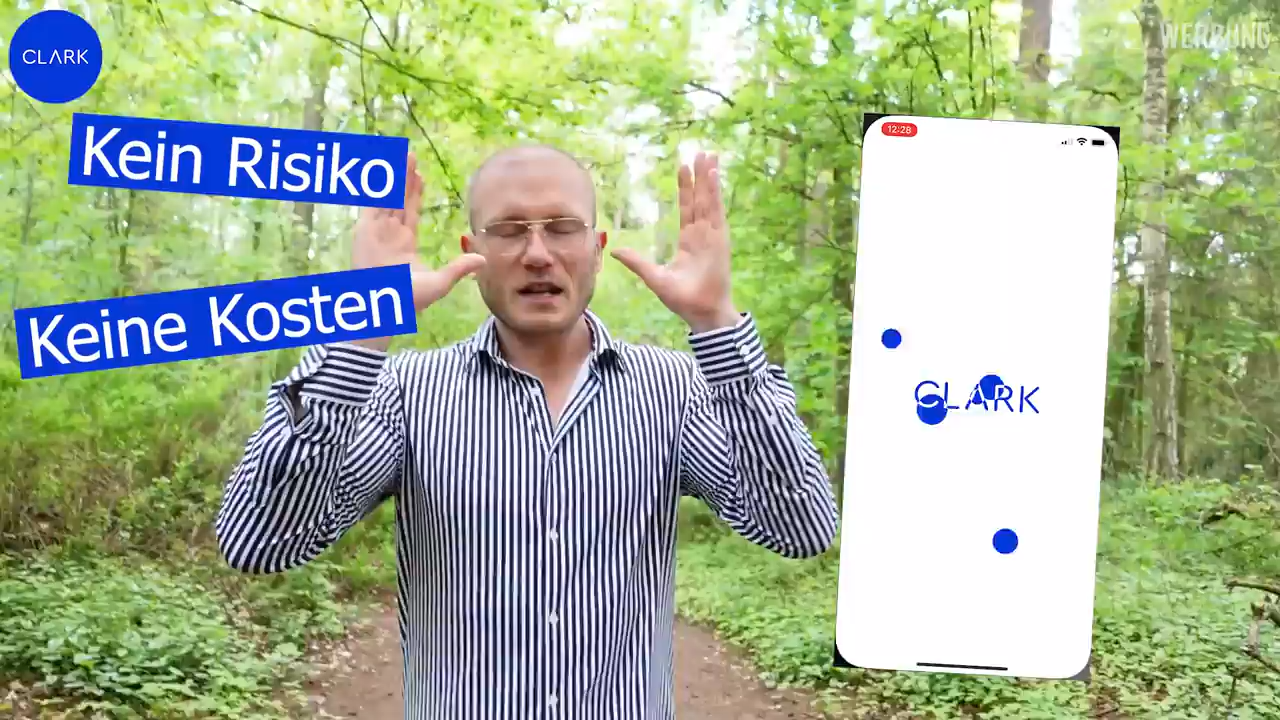 CLARK
WERBUNG
Kein Risiko
12:28
Keine Kosten
CLARK